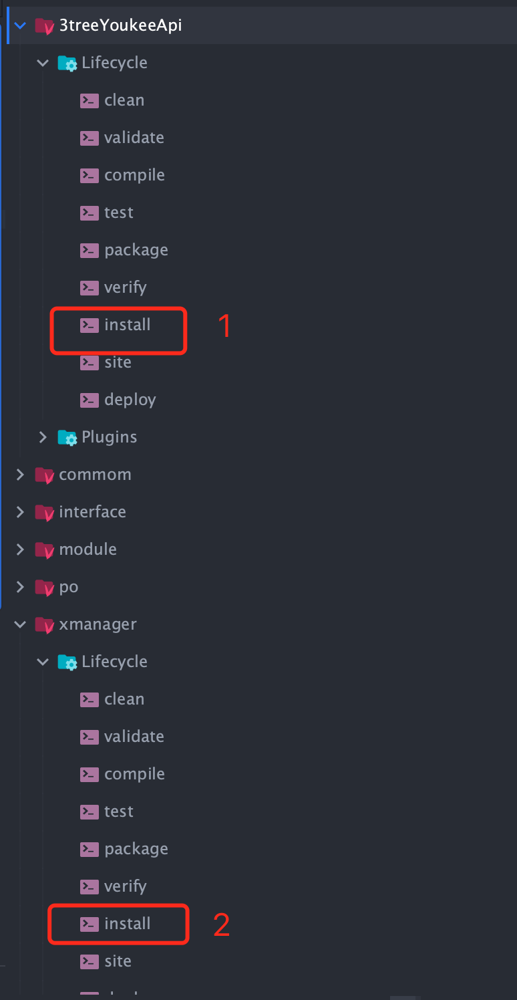 3treeYoukeeApi
Lifecycle
clean
validate
compile
test
package
verify
install 1
site
deploy
Plugins
commom
interface
module
po
xmanager
Lifecycle
clean
validate
compile
test
package
verify
install 2
site